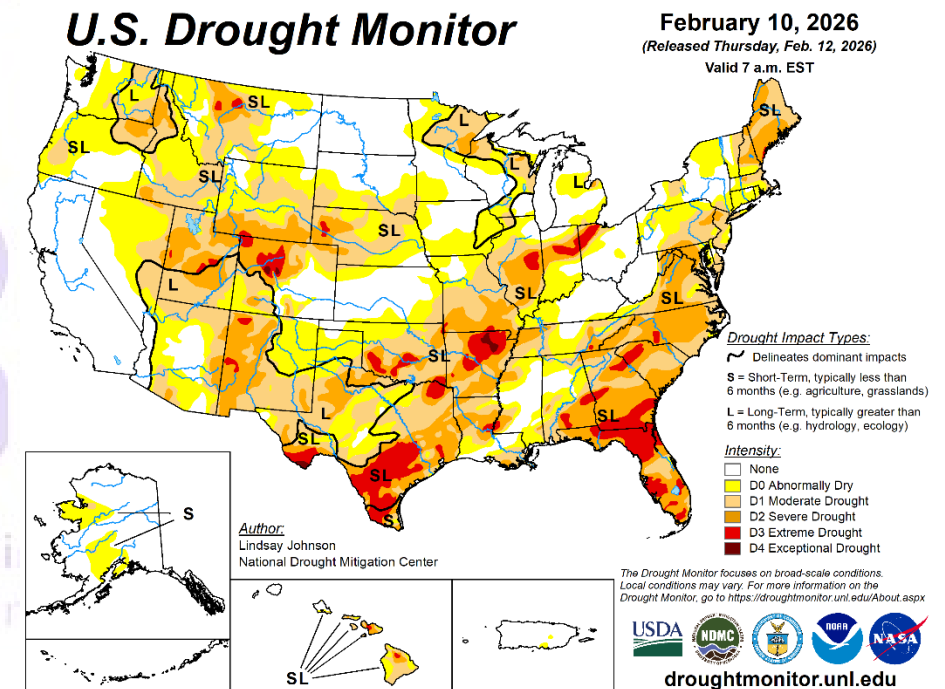 U.S. Drought Monitor
February 10, 2026
(Released Thursday, Feb. 12, 2026)
Valid 7 a.m. EST
L
SL
L
SL
SL
L
L
SL
SL
L
SL
SL
L
SL
SL
L
SL
SL
SL
S
Drought Impact Types:
Delineates dominant impacts
S = Short-Term, typically less than
6 months (e.g. agriculture, grasslands)
L = Long-Term, typically greater than
6 months (e.g. hydrology, ecology)
Intensity:
None
D0 Abnormally Dry
D1 Moderate Drought
D2 Severe Drought
D3 Extreme Drought
D4 Exceptional Drought
S
Author:
Lindsay Johnson
National Drought Mitigation Center
SL
The Drought Monitor focuses on broad-scale conditions.
Local conditions may vary. For more information on the
Drought Monitor, go to https://droughtmonitor.unl.edu/About.aspx
USDA
NDMC
NOAA
NASA
droughtmonitor.unl.edu